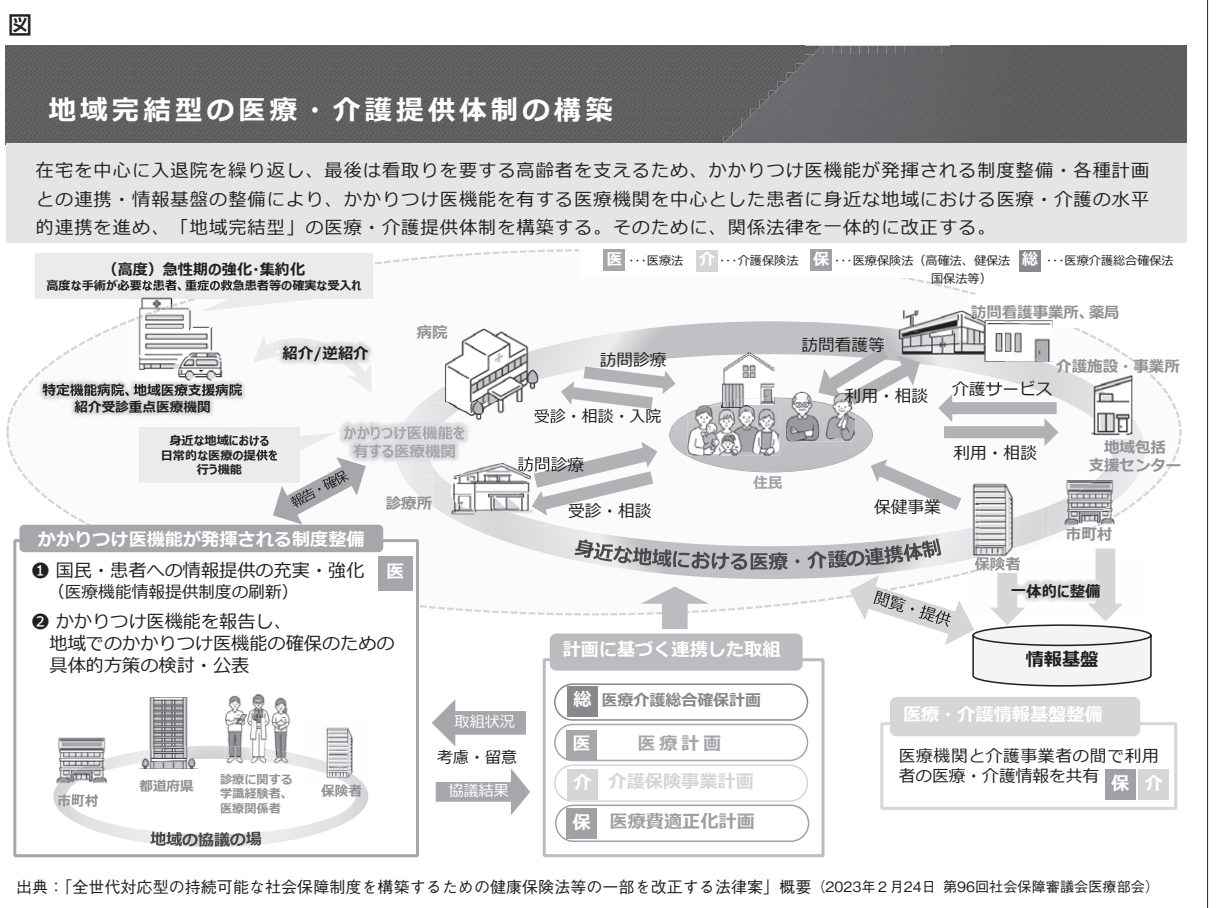 図
地域完結型の医療・介護提供体制の構築
在宅を中心に入退院を繰り返し、最後は看取りを要する高齢者を支えるため、かかりつけ医機能が発揮される制度整備・各種計画
との連携・情報基盤の整備により、かかりつけ医機能を有する医療機関を中心とした患者に身近な地域における医療・介護の水平
的連携を進め、「地域完結型」の医療・介護提供体制を構築する。そのために、関係法律を一体的に改正する。
医 ･･･医療法 介 ･･･介護保険法 保 ･･･医療保険法（高確法、健保法 総 ･･･医療介護総合確保法
国保法等）
（高度）急性期の強化･集約化
高度な手術が必要な患者、重症の救急患者等の確実な受入れ
特定機能病院、地域医療支援病院
紹介受診重点医療機関
紹介/逆紹介
身近な地域における
日常的な医療の提供を
行う機能
かかりつけ医機能を
有する医療機関
病院
診療所
訪問診療
受診・相談・入院
訪問診療
受診・相談
住民
訪問看護等
利用・相談
訪問看護事業所、薬局
介護施設・事業所
介護サービス
利用・相談
地域包括
支援センター
保健事業
保険者
市町村
身近な地域における医療・介護の連携体制
報告・確保
閲覧・提供
一体的に整備
情報基盤
かかりつけ医機能が発揮される制度整備
❶ 国民・患者への情報提供の充実・強化 医
（医療機能情報提供制度の刷新）
❷ かかりつけ医機能を報告し、
地域でのかかりつけ医機能の確保のための
具体的方策の検討・公表
市町村
都道府県
診療に関する
学識経験者、
医療関係者
保険者
地域の協議の場
取組状況
考慮・留意
協議結果
計画に基づく連携した取組
総 医療介護総合確保計画
医 医療計画
介 介護保険事業計画
保 医療費適正化計画
医療・介護情報基盤整備
医療機関と介護事業者の間で利用
者の医療・介護情報を共有 保 介
出典：「全世代対応型の持続可能な社会保障制度を構築するための健康保険法等の一部を改正する法律案」概要（2023年２月24日 第96回社会保障審議会医療部会）